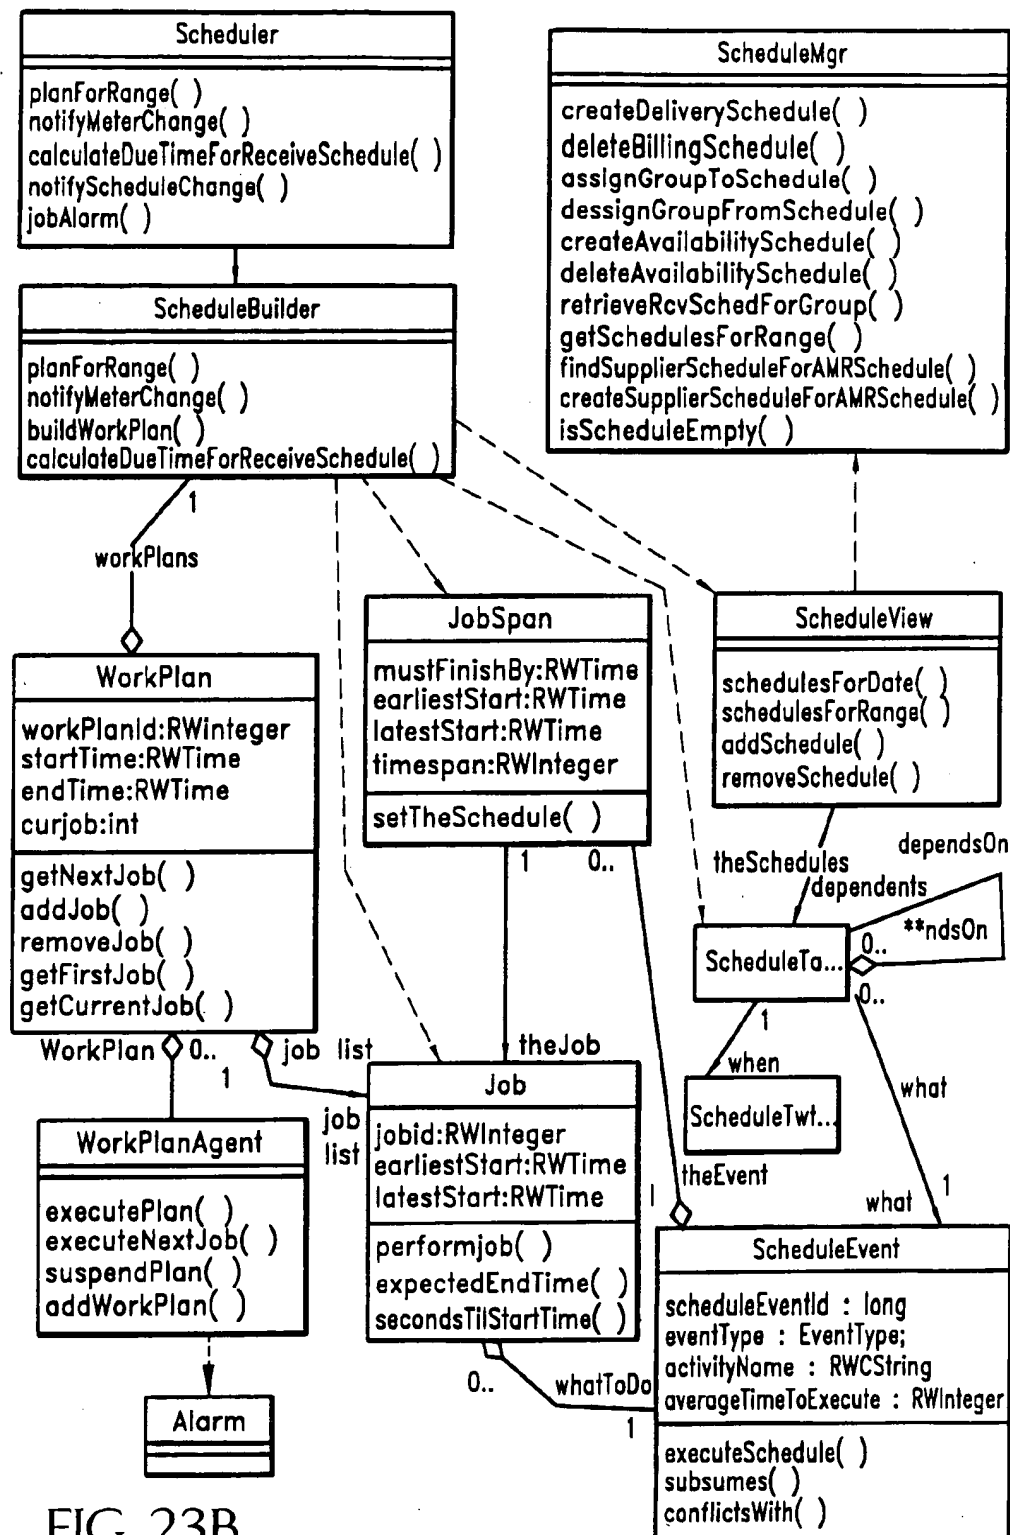 Scheduler
planForRange( )
notifyMeterChange( )
calculateDueTimeForReceiveSchedule( )
notifyScheduleChange( )
jobAlarm( )
ScheduleMgr
createDeliverySchedule( )
deleteBillingSchedule( )
assignGroupToSchedule( )
dessignGroupFromSchedule( )
createAvailabilitySchedule( )
deleteAvailabilitySchedule( )
retrieveRcvSchedForGroup( )
getSchedulesForRange( )
findSupplierScheduleForAMRSchedule( )
createSupplierScheduleForAMRSchedule( )
isScheduleEmpty( )
ScheduleBuilder
planForRange( )
notifyMeterChange( )
buildWorkPlan( )
calculateDueTimeForReceiveSchedule( )
1
workPlans
WorkPlan
workPlanId:RWinteger
startTime:RWTime
endTime:RWTime
curjob:int
getNextJob( )
addJob( )
removeJob( )
getFirstJob( )
getCurrentJob( )
JobSpan
mustFinishBy:RWTime
earliestStart:RWTime
latestStart:RWTime
timespan:RWInteger
setTheSchedule( )
1
0..
ScheduleView
schedulesForDate( )
schedulesForRange( )
addSchedule( )
removeSchedule( )
theSchedules
dependents
dependsOn
**ndsOn
0..
ScheduleTa...
0..
1
when
ScheduleTwt...
what
what
1
theEvent
1
WorkPlan
0..
1
job list
job
list
theJob
WorkPlanAgent
executePlan( )
executeNextJob( )
suspendPlan( )
addWorkPlan( )
Alarm
Job
jobid:RWInteger
earliestStart:RWTime
latestStart:RWTime
performjob( )
expectedEndTime( )
secondsTilStartTime( )
0..
whatToDo
1
ScheduleEvent
scheduleEventId : long
eventType : EventType;
activityName : RWCString
averageTimeToExecute : RWInteger
executeSchedule( )
subsumes( )
conflictsWith( )
FIG. 23B